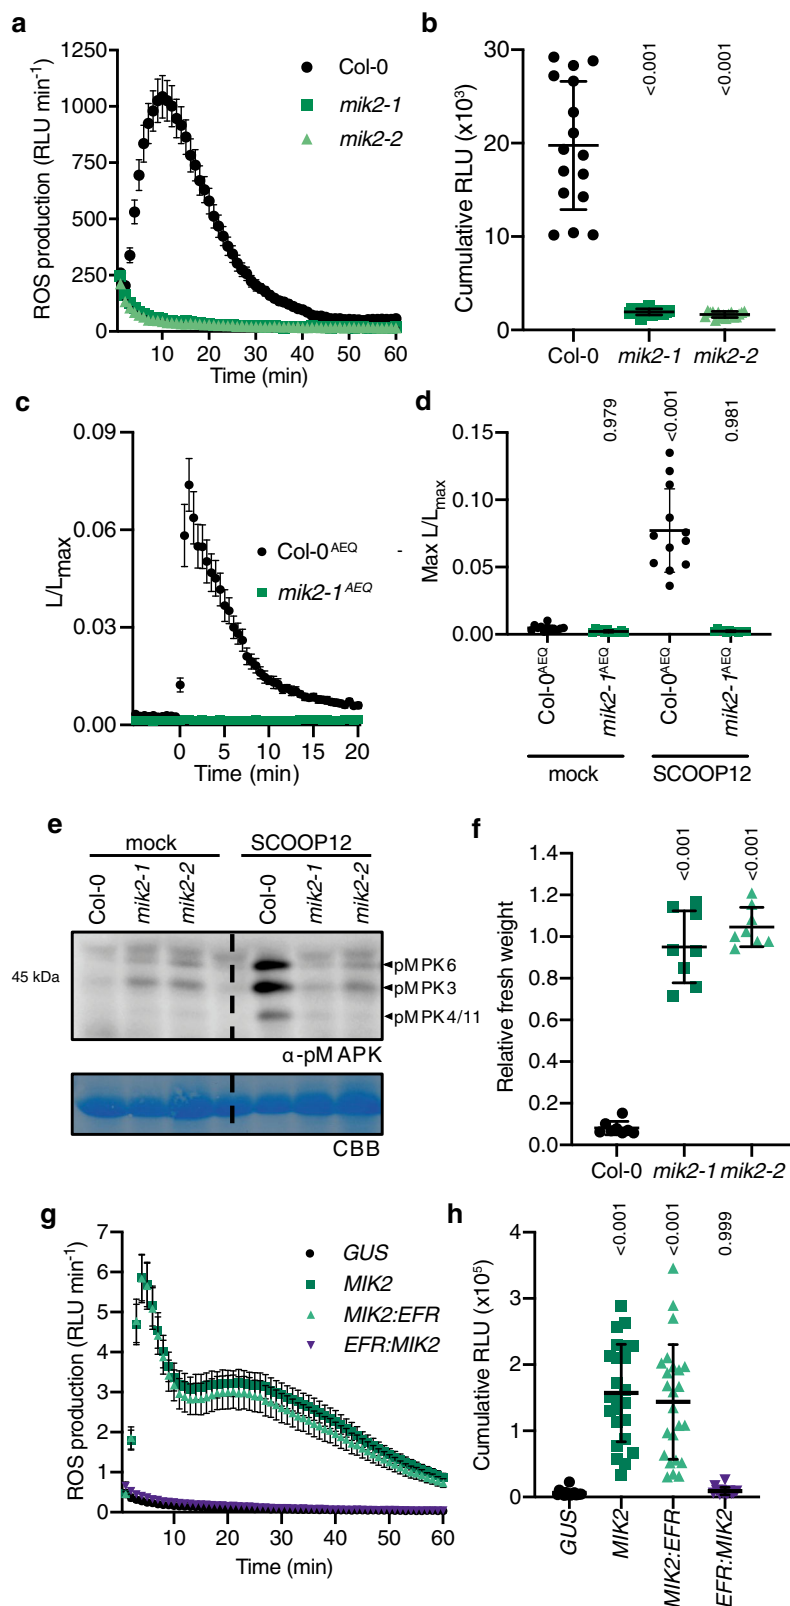 a
1250
1000
750
500
250
0
ROS production (RLU min⁻¹)
10 20 30 40 50 60
Time (min)
Col-0
mik2-1
mik2-2
b
30
20
10
0
Cumulative RLU (x10³)
<0.001
<0.001
Col-0 mik2-1 mik2-2
c
0.09
0.06
0.03
0.00
L/Lmax
0 5 10 15 20
Time (min)
Col-0ᴬᴱQ
mik2-1ᴬᴱQ
-
d
0.15
0.10
0.05
0.00
Max L/Lmax
0.979
<0.001
0.981
Col-0ᴬᴱQ
mik2-1ᴬᴱQ
Col-0ᴬᴱQ
mik2-1ᴬᴱQ
mock SCOOP12
e
mock SCOOP12
Col-0
mik2-1
mik2-2
Col-0
mik2-1
mik2-2
45 kDa
pMPK6
pMPK3
pMPK4/11
α-pMAPK
CBB
f
1.4
1.2
1.0
0.8
0.6
0.4
0.2
0.0
Relative fresh weight
<0.001
<0.001
Col-0 mik2-1 mik2-2
g
7
6
5
4
3
2
1
0
ROS production (RLU min⁻¹)
10 20 30 40 50 60
Time (min)
GUS
MIK2
MIK2:EFR
EFR:MIK2
h
4
3
2
1
0
Cumulative RLU (x10⁵)
<0.001
<0.001
0.999
GUS
MIK2
MIK2:EFR
EFR:MIK2